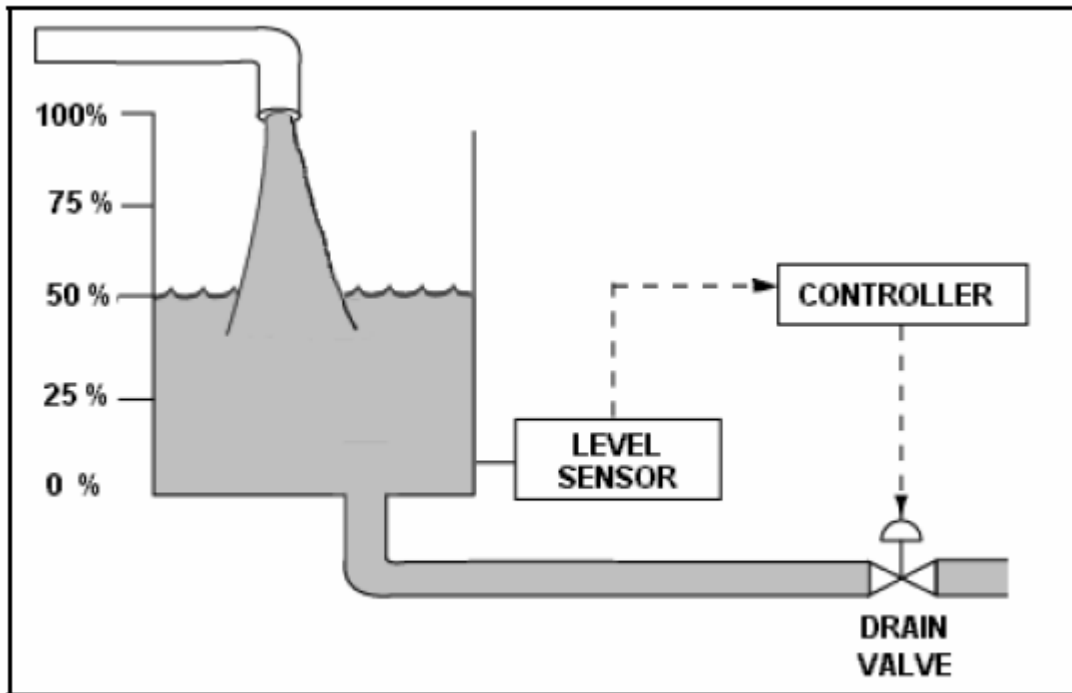 100%
75 %
50 %
25 %
0 %
LEVEL
SENSOR
CONTROLLER
DRAIN
VALVE